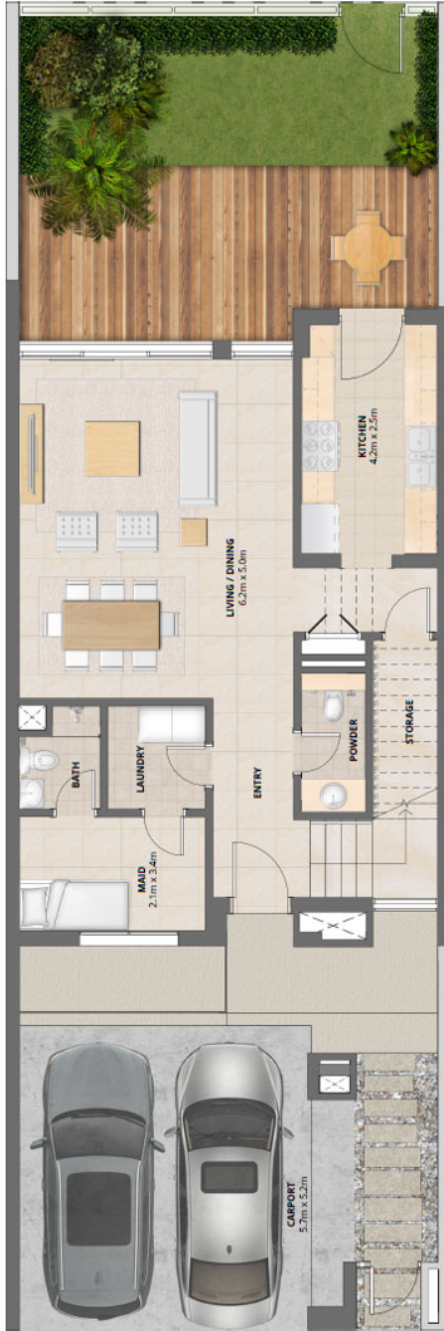 KITCHEN
4.2m x 2.5m
LIVING / DINING
6.2m x 5.0m
BATH
LAUNDRY
POWDER
STORAGE
ENTRY
MAID
2.1m x 3.4m
CARPORT
5.7m x 5.2m